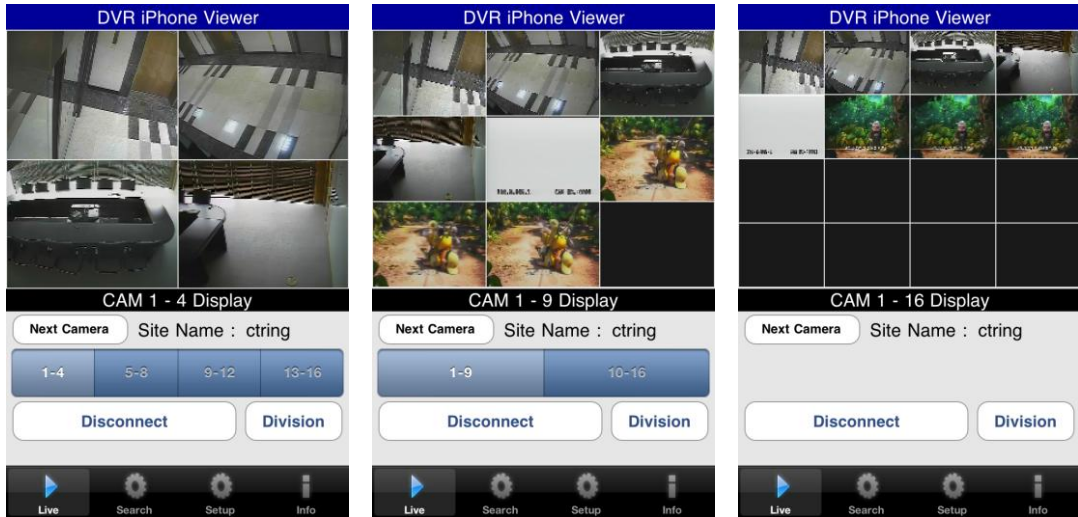 DVR iPhone Viewer
CAM 1 - 4 Display
Next Camera Site Name : ctring
1-4 5-8 9-12 13-16
Disconnect Division
Live Search Setup Info
DVR iPhone Viewer
CAM 1 - 9 Display
Next Camera Site Name : ctring
1-9 10-16
Disconnect Division
Live Search Setup Info
DVR iPhone Viewer
CAM 1 - 16 Display
Next Camera Site Name : ctring
Disconnect Division
Live Search Setup Info